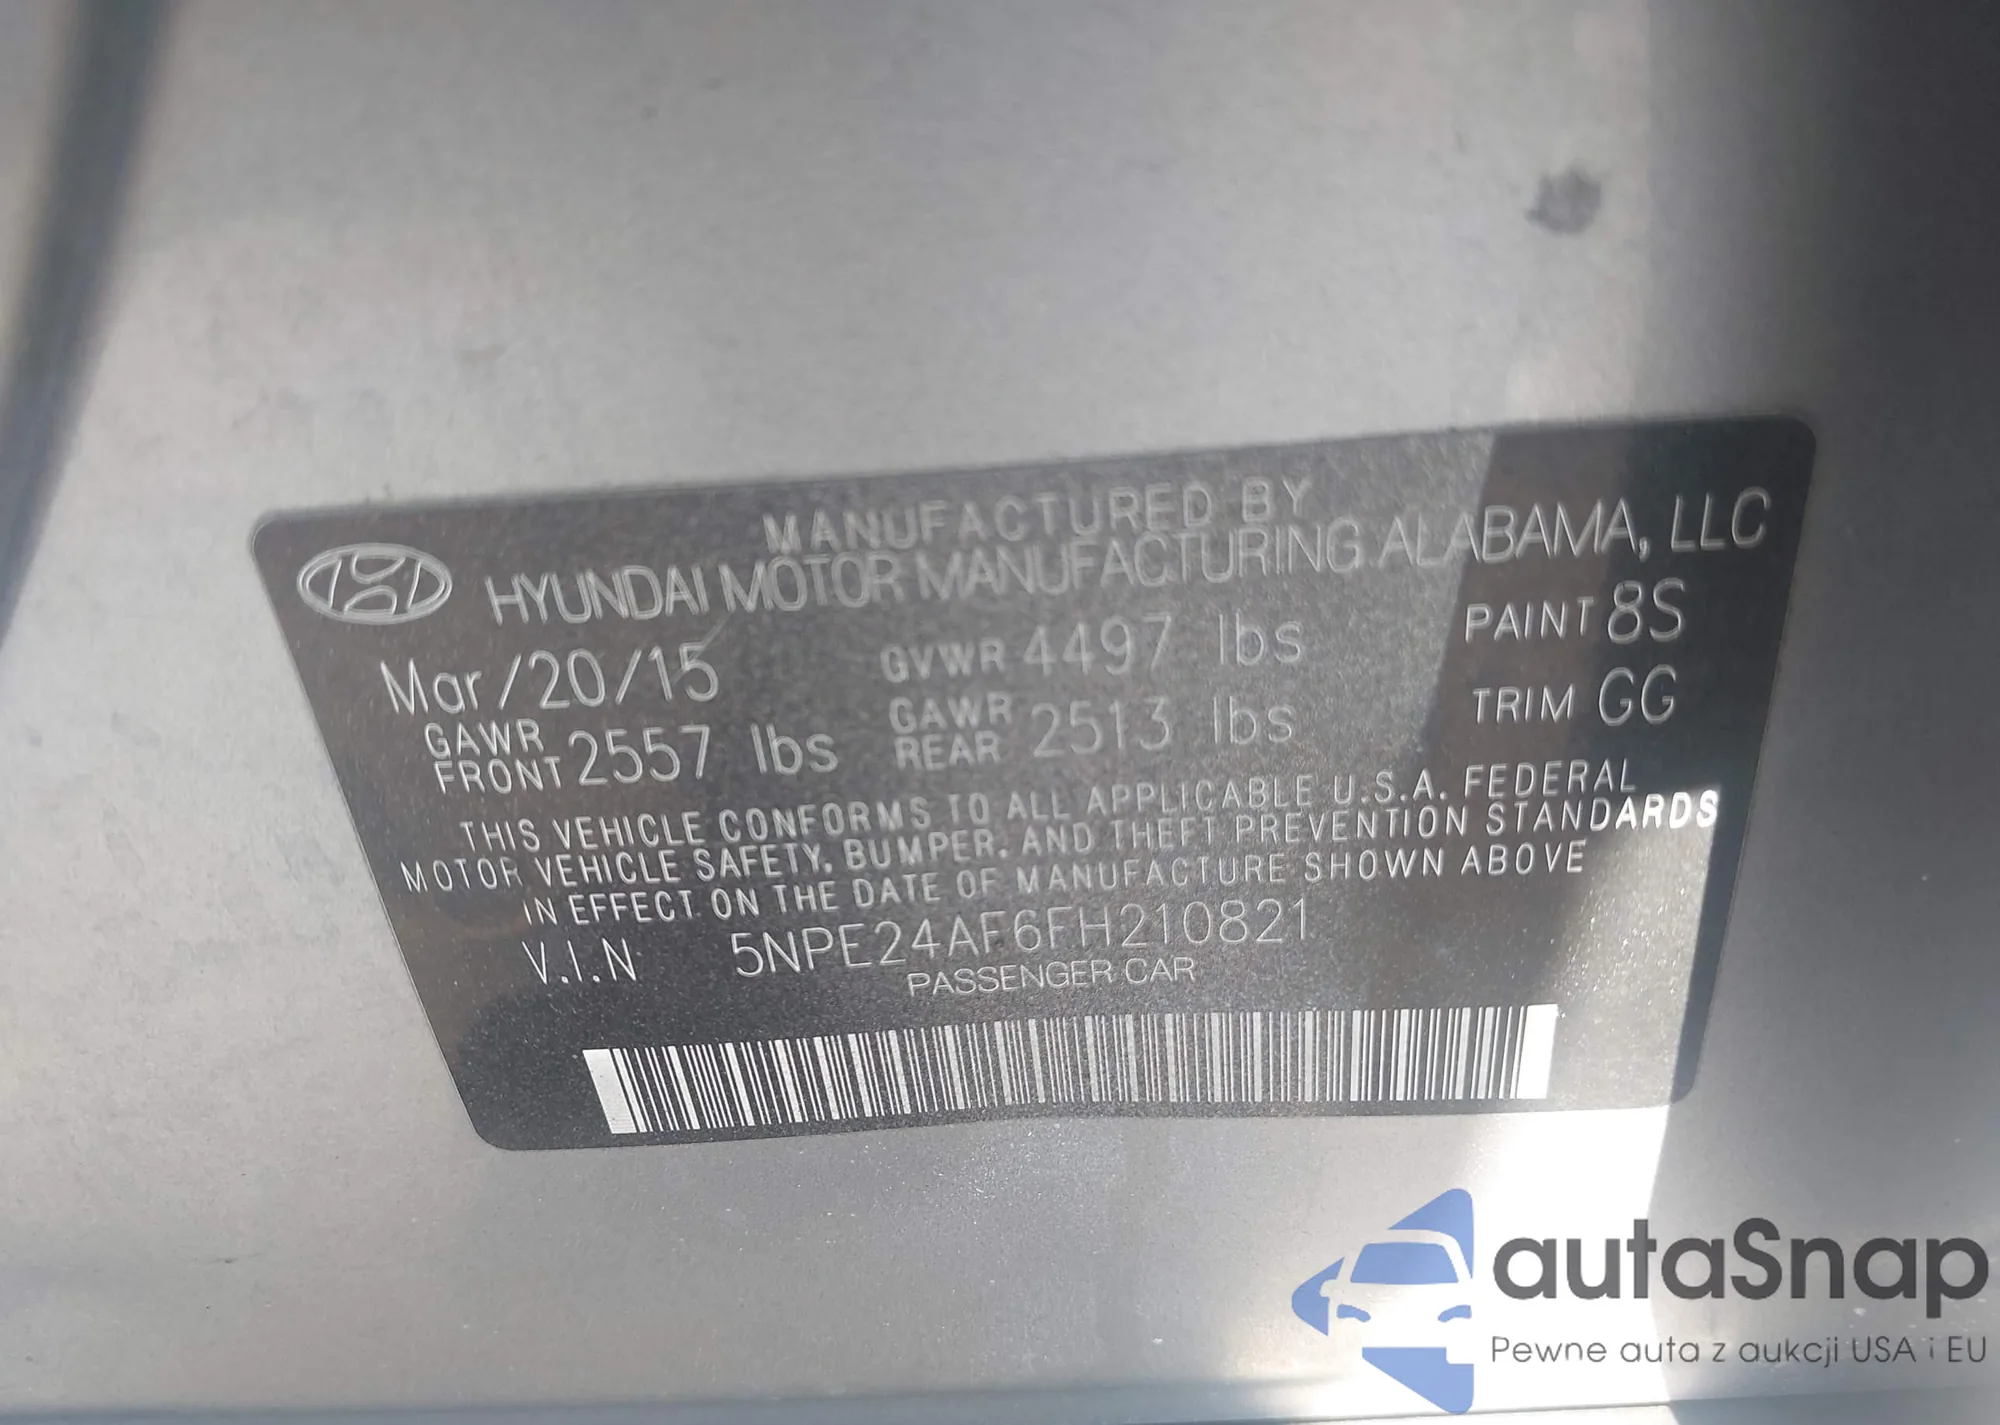 MANUFACTURED BY
HYUNDAI MOTOR MANUFACTURING ALABAMA, LLC
Mar/20/15 GVWR 4497 lbs PAINT 8S
GAWR FRONT 2557 lbs GAWR REAR 2513 lbs TRIM GG
THIS VEHICLE CONFORMS TO ALL APPLICABLE U.S.A. FEDERAL
MOTOR VEHICLE SAFETY, BUMPER, AND THEFT PREVENTION STANDARDS
IN EFFECT ON THE DATE OF MANUFACTURE SHOWN ABOVE
V.I.N 5NPE24AF6FH210821
PASSENGER CAR
autaSnap
Pewne auta z aukcji USA i EU